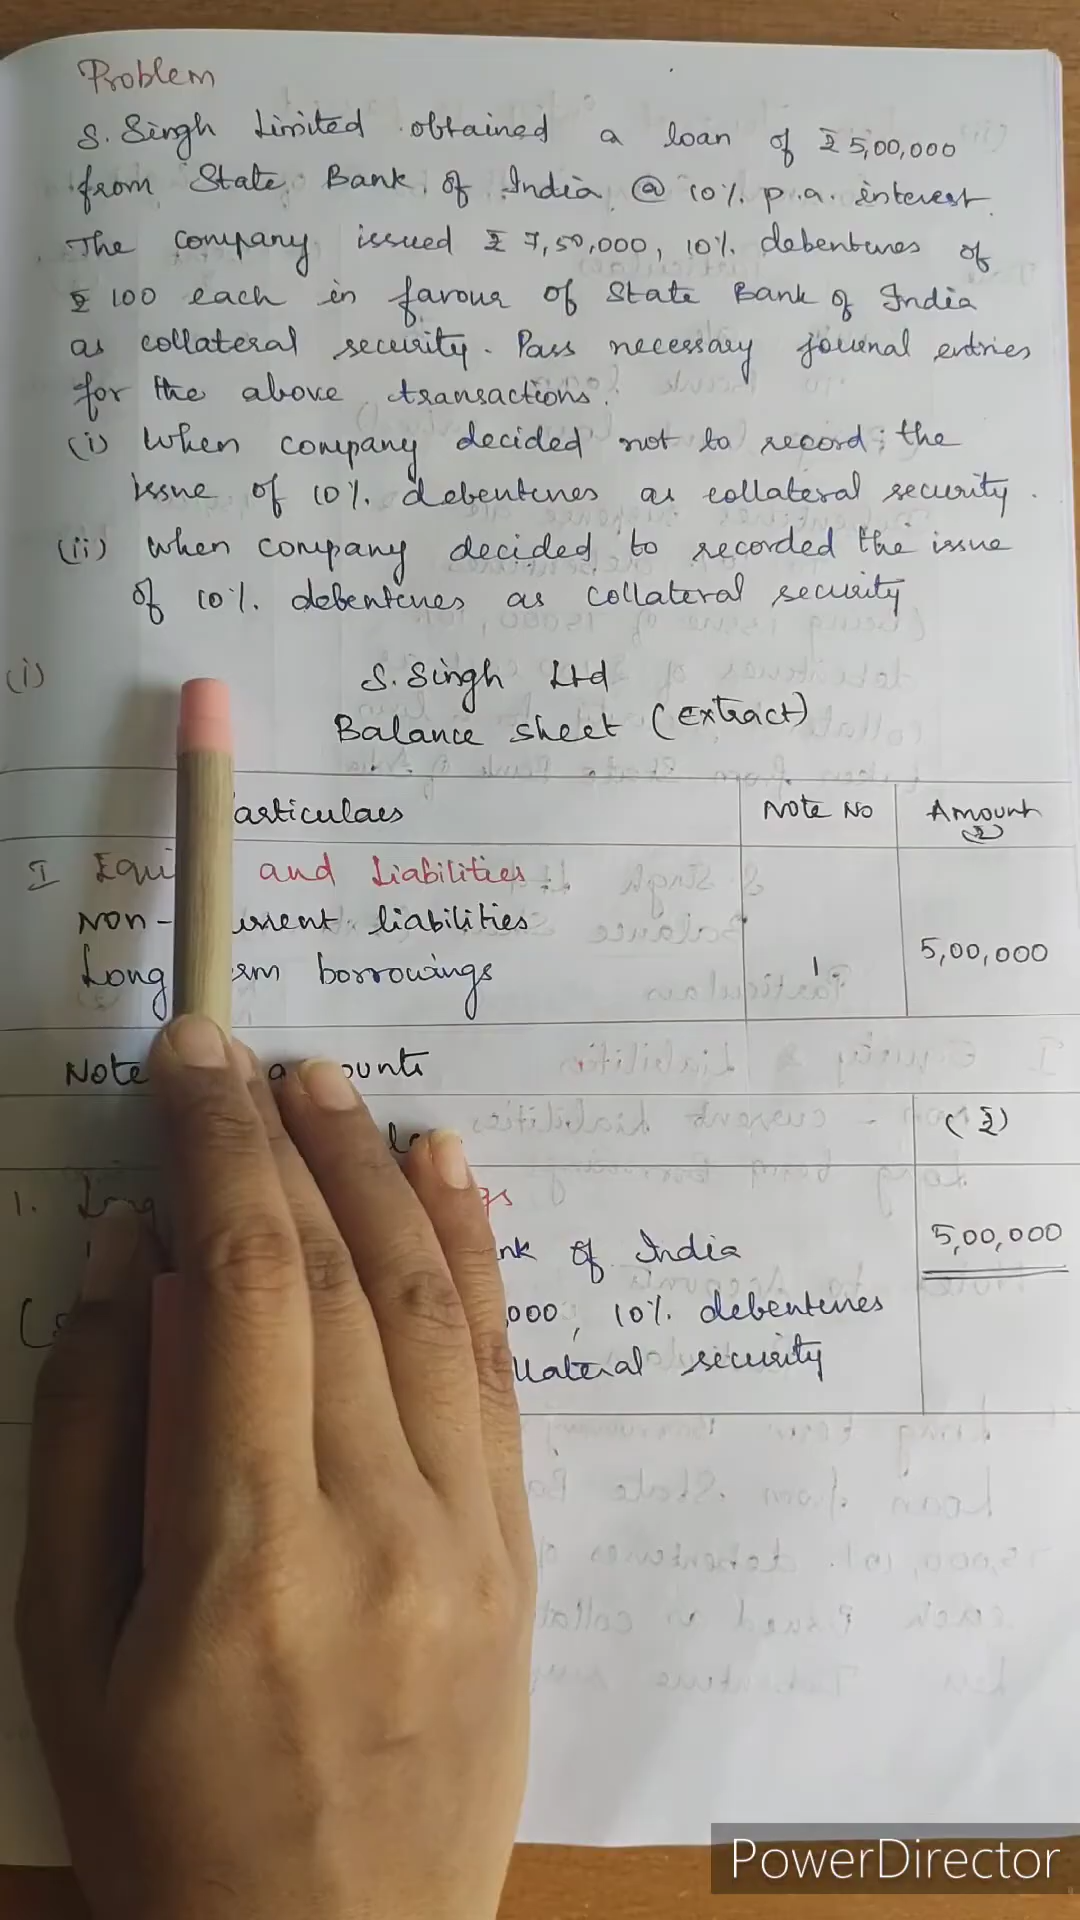 Problem
S. Singh Limited obtained a loan of ₹ 5,00,000
from State Bank of India @ 10% p.a. interest.
The company issued ₹ 7,50,000, 10% debentures of
₹ 100 each in favour of State Bank of India
as collateral security. Pass necessary journal entries
for the above transactions.
(i) When company decided not to record the
issue of 10% debentures as collateral security.
(ii) When company decided to recorded the issue
of 10% debentures as collateral security
(i) S. Singh Ltd
Balance sheet (extract)
articulars Note No Amount (₹)
I Equi and Liabilities
Non- urrent liabilities
Long erm borrowings 1 5,00,000
Note a ounts
(₹)
1. Long gs
nk of India 5,00,000
,000, 10% debentures
llateral security
PowerDirector